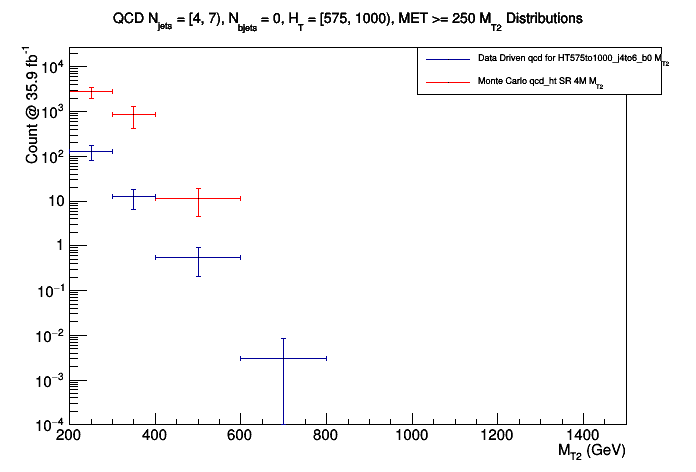 QCD N_jets = [4, 7), N_bjets = 0, H_T = [575, 1000), MET >= 250 M_T2 Distributions
Data Driven qcd for HT575to1000_j4to6_b0 M_T2
Monte Carlo qcd_ht SR 4M M_T2
Count @ 35.9 fb^-1
10^4
10^3
10^2
10
1
10^-1
10^-2
10^-3
10^-4
200 400 600 800 1000 1200 1400
M_T2 (GeV)